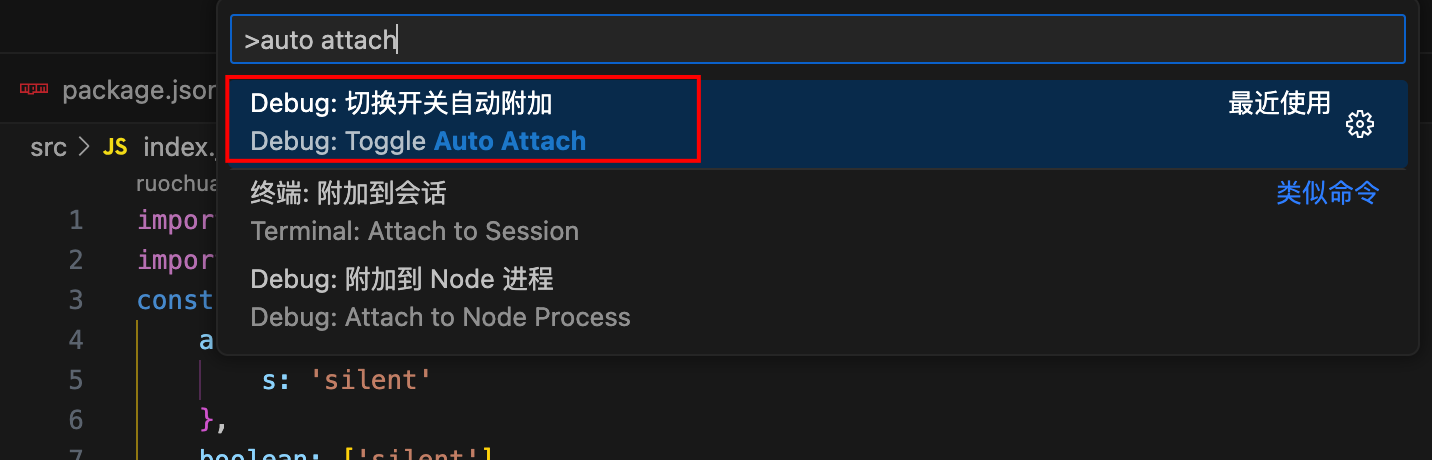 >auto attach
Debug: 切换开关自动附加
最近使用
Debug: Toggle Auto Attach
终端: 附加到会话
类似命令
Terminal: Attach to Session
Debug: 附加到 Node 进程
Debug: Attach to Node Process
package.json
src > JS index.
ruochua
1 impor
2 impor
3 const
4 a
5 s: 'silent'
6 },
7 boolean: ['silent']